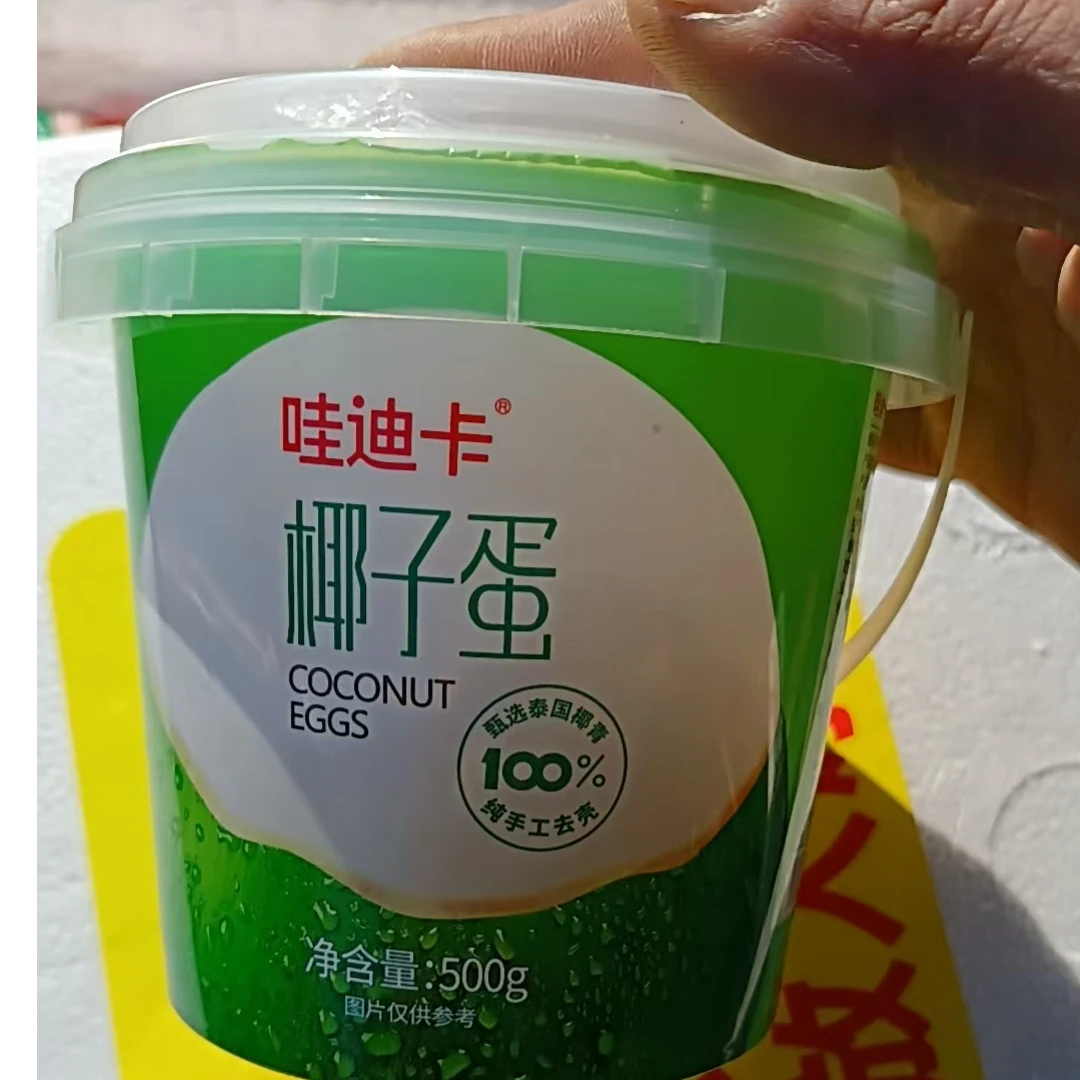 哇迪卡®
椰子蛋
COCONUT
EGGS
甄选泰国椰青
100%
纯手工去壳
净含量:500g
图片仅供参考